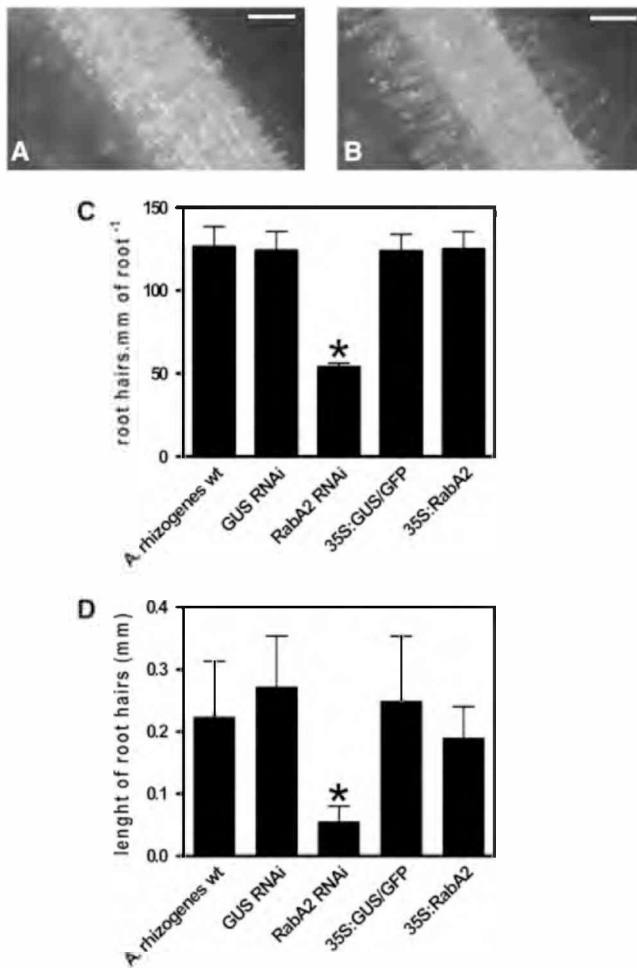 A
B
C
150
100
50
0
root hairs.mm of root -1
*
A. rhizogenes wt
GUS RNAi
RabA2 RNAi
35S:GUS/GFP
35S:RabA2
D
0.4
0.3
0.2
0.1
0.0
lenght of root hairs (mm)
*
A. rhizogenes wt
GUS RNAi
RabA2 RNAi
35S:GUS/GFP
35S:RabA2